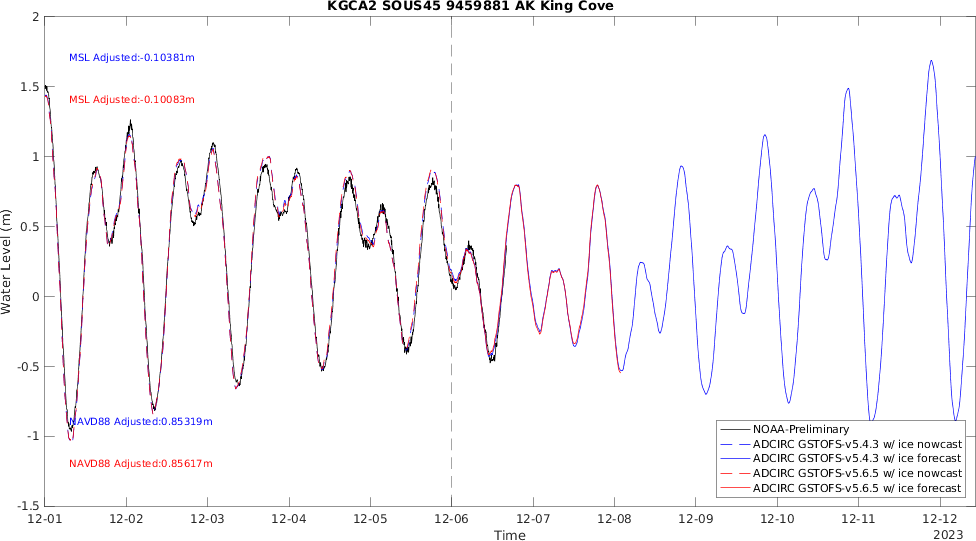 KGCA2 SOUS45 9459881 AK King Cove
2
1.5
1
0.5
0
-0.5
-1
-1.5
Water Level (m)
MSL Adjusted:-0.10381m
MSL Adjusted:-0.10083m
NAVD88 Adjusted:0.85319m
NAVD88 Adjusted:0.85617m
NOAA-Preliminary
ADCIRC GSTOFS-v5.4.3 w/ ice nowcast
ADCIRC GSTOFS-v5.4.3 w/ ice forecast
ADCIRC GSTOFS-v5.6.5 w/ ice nowcast
ADCIRC GSTOFS-v5.6.5 w/ ice forecast
12-01 12-02 12-03 12-04 12-05 12-06 12-07 12-08 12-09 12-10 12-11 12-12
Time
2023